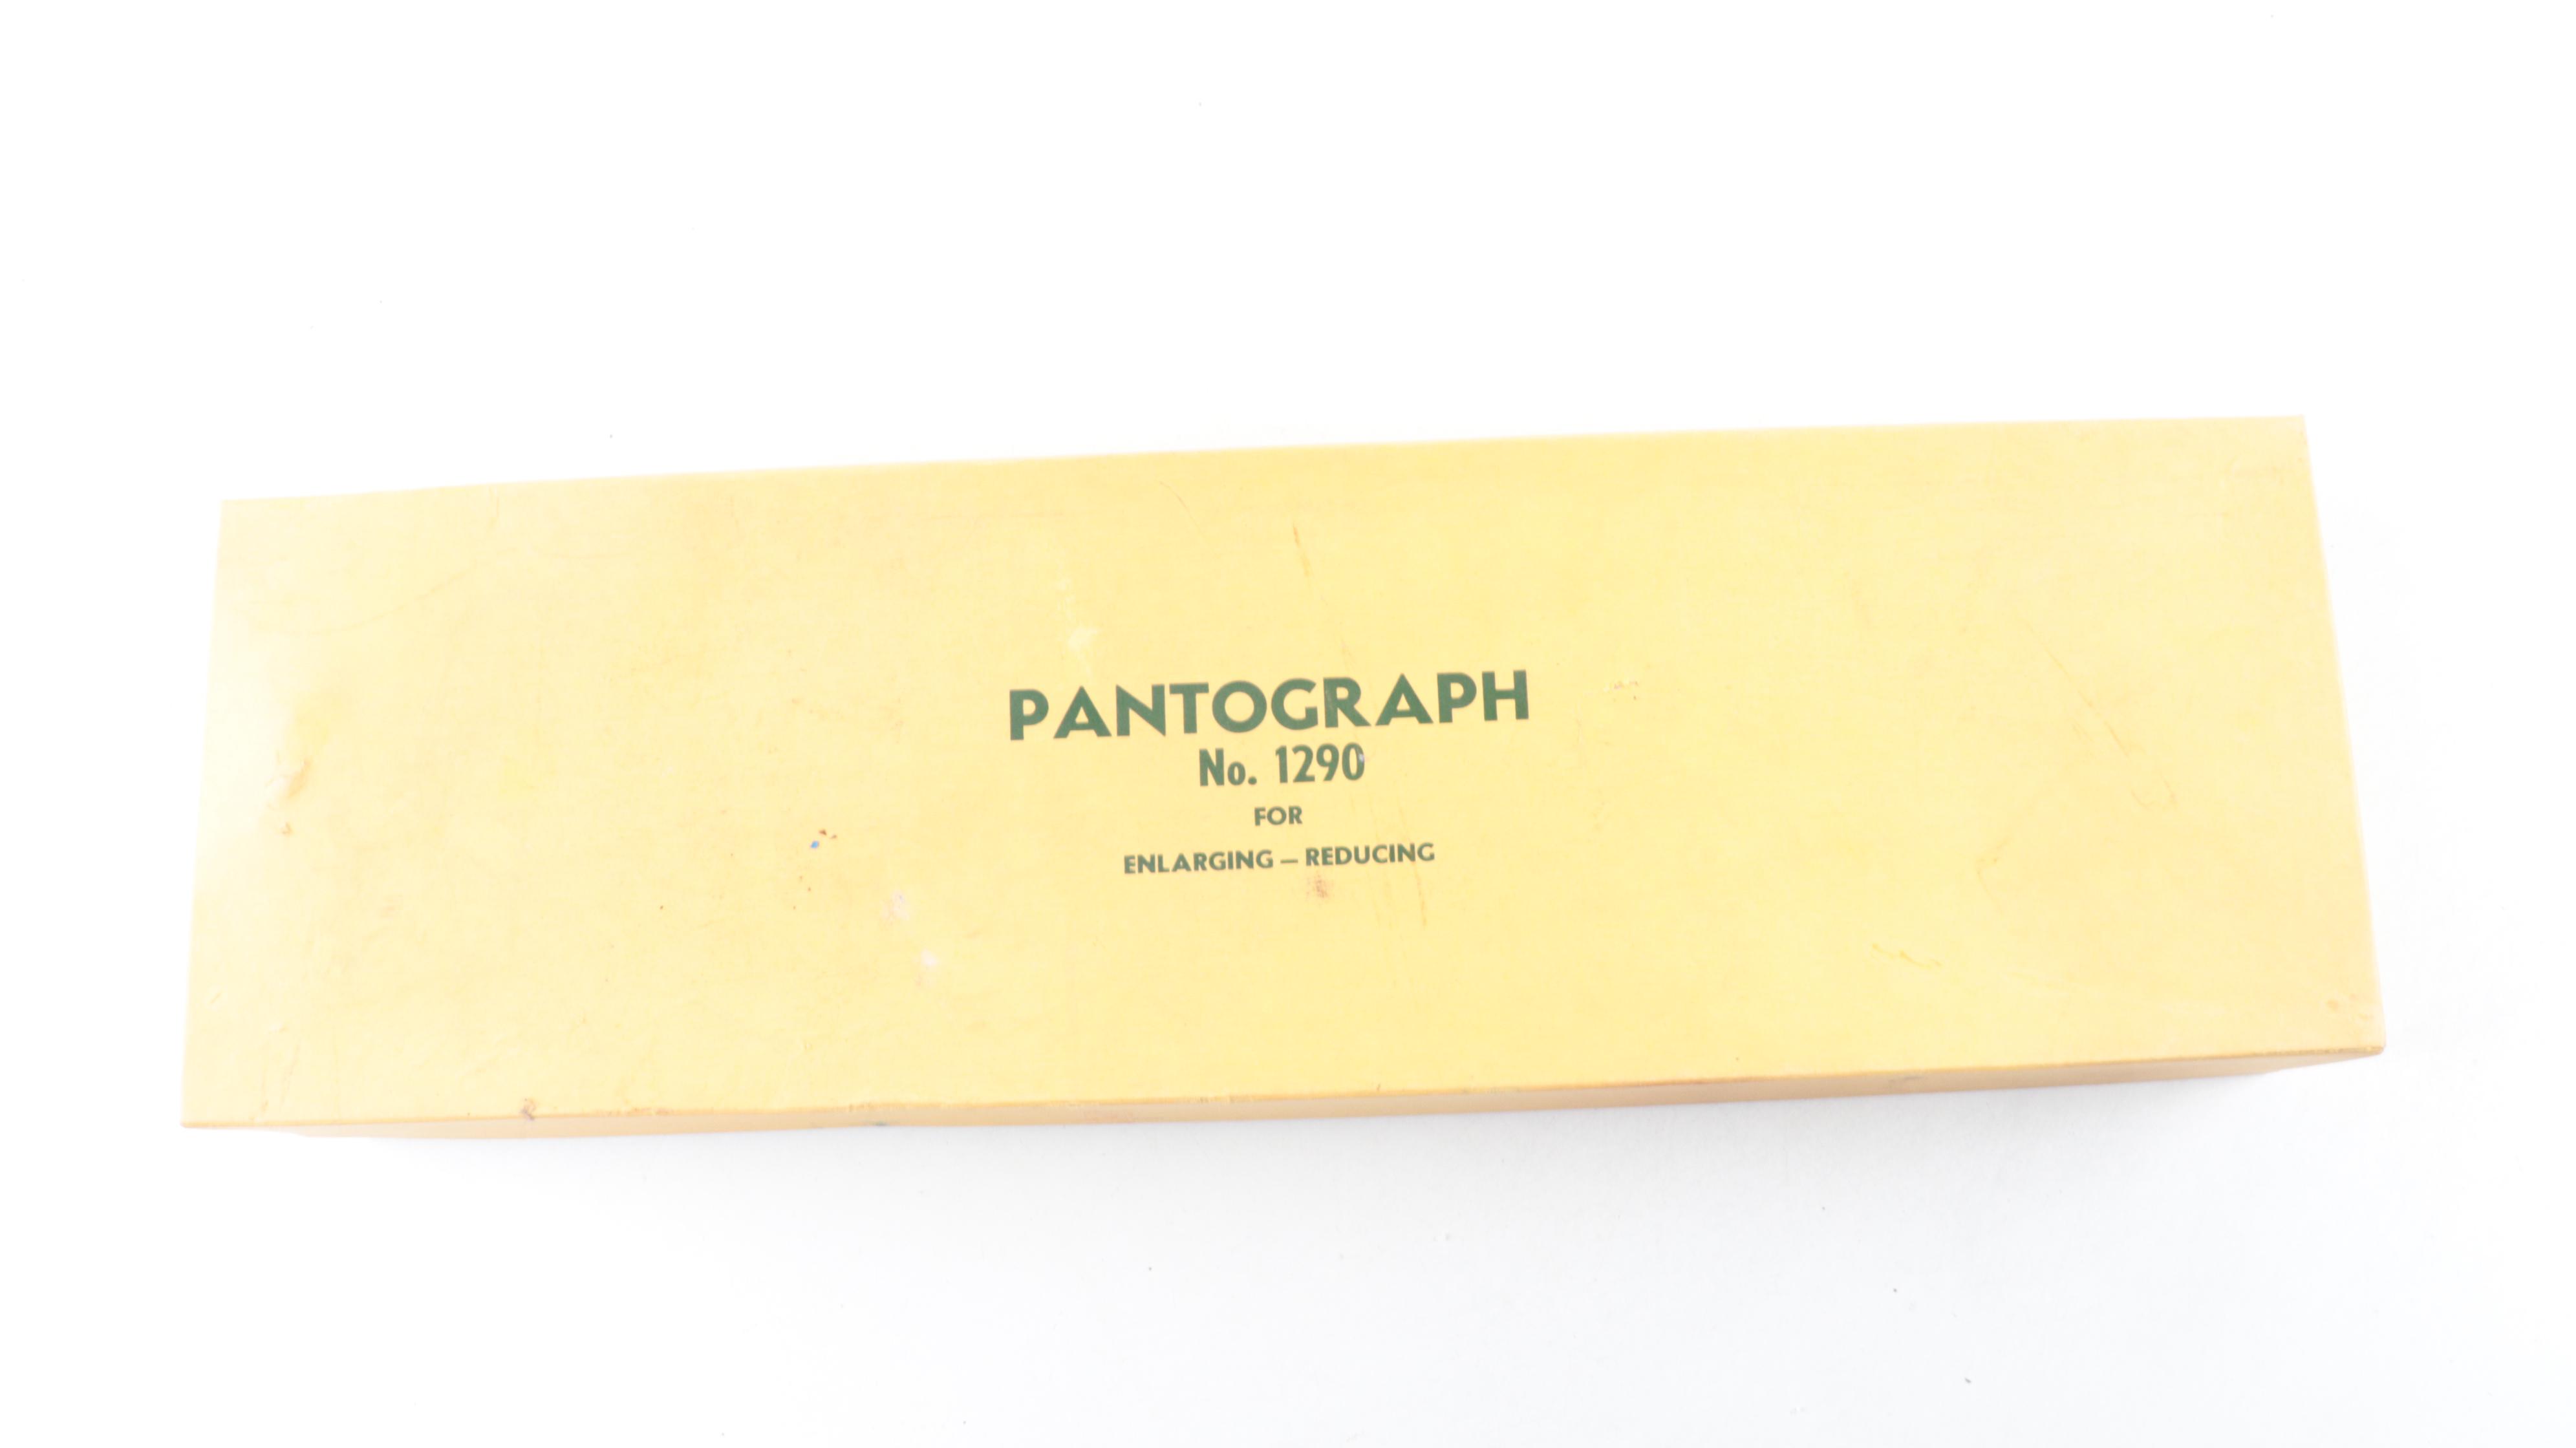 PANTOGRAPH
No. 1290
FOR
ENLARGING – REDUCING